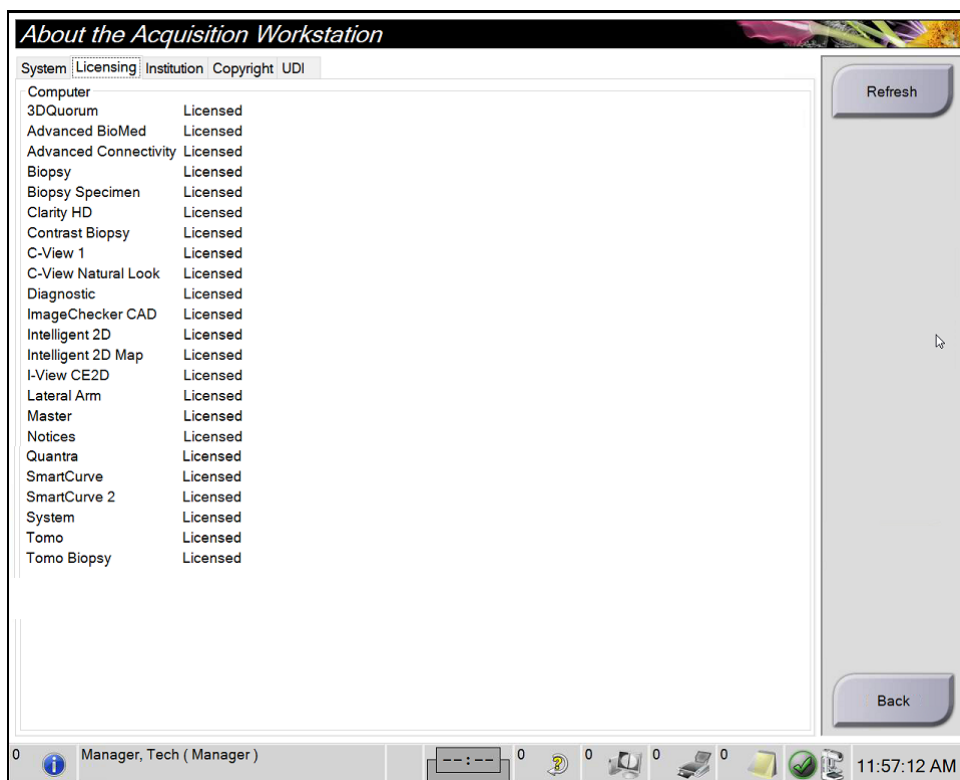 About the Acquisition Workstation
System Licensing Institution Copyright UDI
Refresh
Computer
3DQuorum Licensed
Advanced BioMed Licensed
Advanced Connectivity Licensed
Biopsy Licensed
Biopsy Specimen Licensed
Clarity HD Licensed
Contrast Biopsy Licensed
C-View 1 Licensed
C-View Natural Look Licensed
Diagnostic Licensed
ImageChecker CAD Licensed
Intelligent 2D Licensed
Intelligent 2D Map Licensed
I-View CE2D Licensed
Lateral Arm Licensed
Master Licensed
Notices Licensed
Quantra Licensed
SmartCurve Licensed
SmartCurve 2 Licensed
System Licensed
Tomo Licensed
Tomo Biopsy Licensed
Back
0 Manager, Tech ( Manager ) --:-- 0 0 0 0 11:57:12 AM